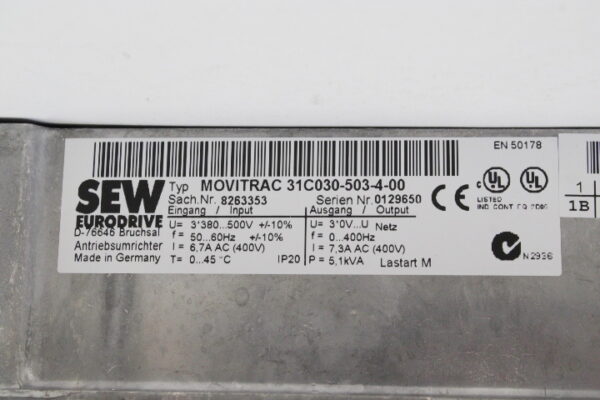 EN 50178
SEW
EURODRIVE
D-76646 Bruchsal
Antriebsumrichter
Made in Germany
Typ MOVITRAC 31C030-503-4-00
Sach.Nr. 8263353 Serien Nr. 0129650
Eingang / Input Ausgang / Output
U= 3*380...500V +/-10% U= 3*0V...U Netz
f= 50...60Hz +/-10% f= 0...400Hz
I = 6,7A AC (400V) I = 7,3A AC (400V)
T= 0...45 °C IP20 P = 5,1kVA Lastart M
CE
c UL UL
LISTED
IND. CONT. EQ.
N2936
1
1B